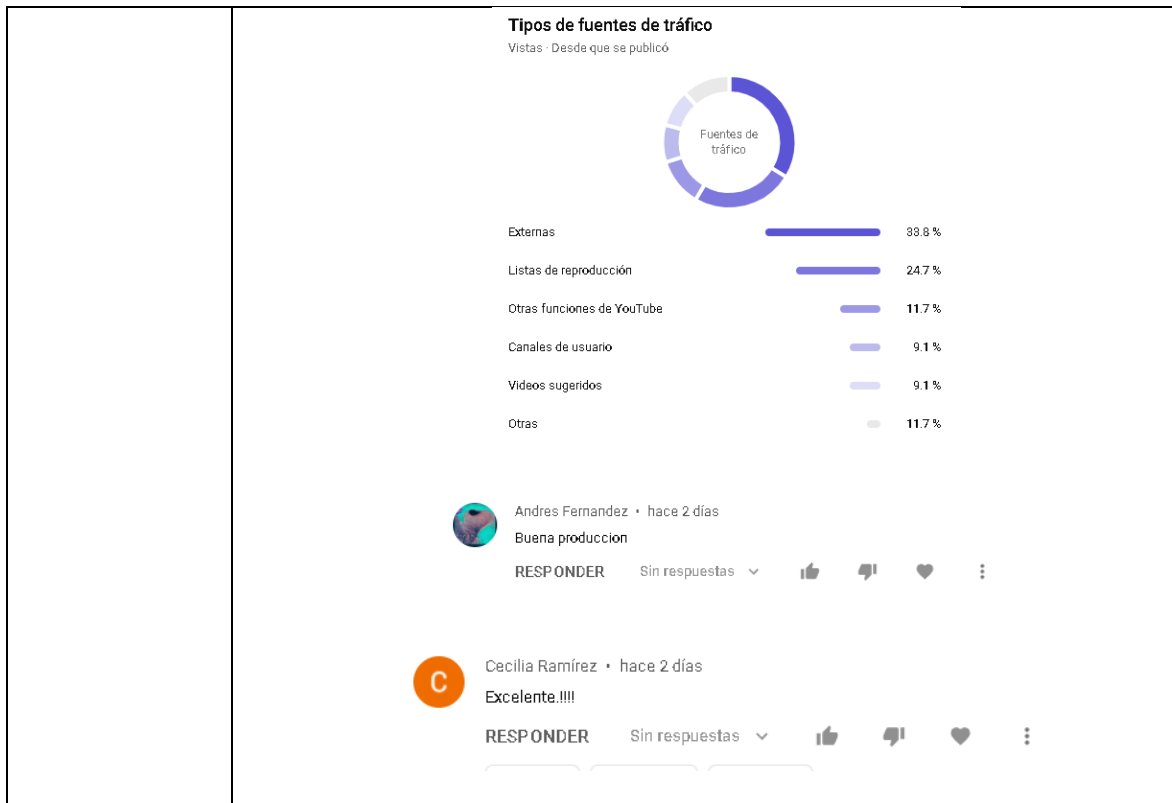 Tipos de fuentes de tráfico
Vistas · Desde que se publicó
Fuentes de
tráfico
Externas 33.8 %
Listas de reproducción 24.7 %
Otras funciones de YouTube 11.7 %
Canales de usuario 9.1 %
Videos sugeridos 9.1 %
Otras 11.7 %
Andres Fernandez • hace 2 días
Buena produccion
RESPONDER Sin respuestas
Cecilia Ramírez • hace 2 días
Excelente.!!!!
RESPONDER Sin respuestas
C